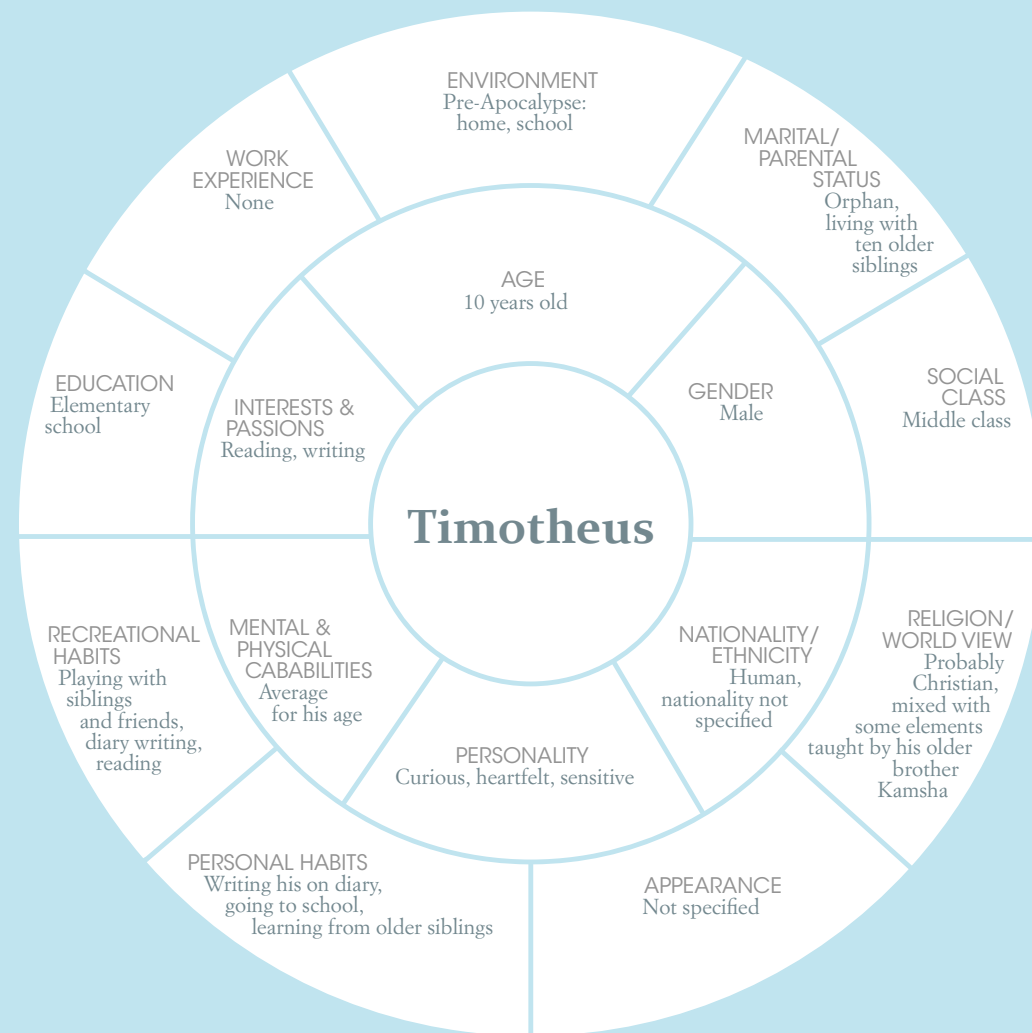 ENVIRONMENT
Pre-Apocalypse:
home, school
MARITAL/
PARENTAL
STATUS
Orphan,
living with
ten older
siblings
WORK
EXPERIENCE
None
AGE
10 years old
EDUCATION
Elementary
school
INTERESTS &
PASSIONS
Reading, writing
GENDER
Male
SOCIAL
CLASS
Middle class
Timotheus
RECREATIONAL
HABITS
Playing with
siblings
and friends,
diary writing,
reading
MENTAL &
PHYSICAL
CABABILITIES
Average
for his age
PERSONALITY
Curious, heartfelt, sensitive
NATIONALITY/
ETHNICITY
Human,
nationality not
specified
RELIGION/
WORLD VIEW
Probably
Christian,
mixed with
some elements
taught by his older
brother
Kamsha
PERSONAL HABITS
Writing his on diary,
going to school,
learning from older siblings
APPEARANCE
Not specified